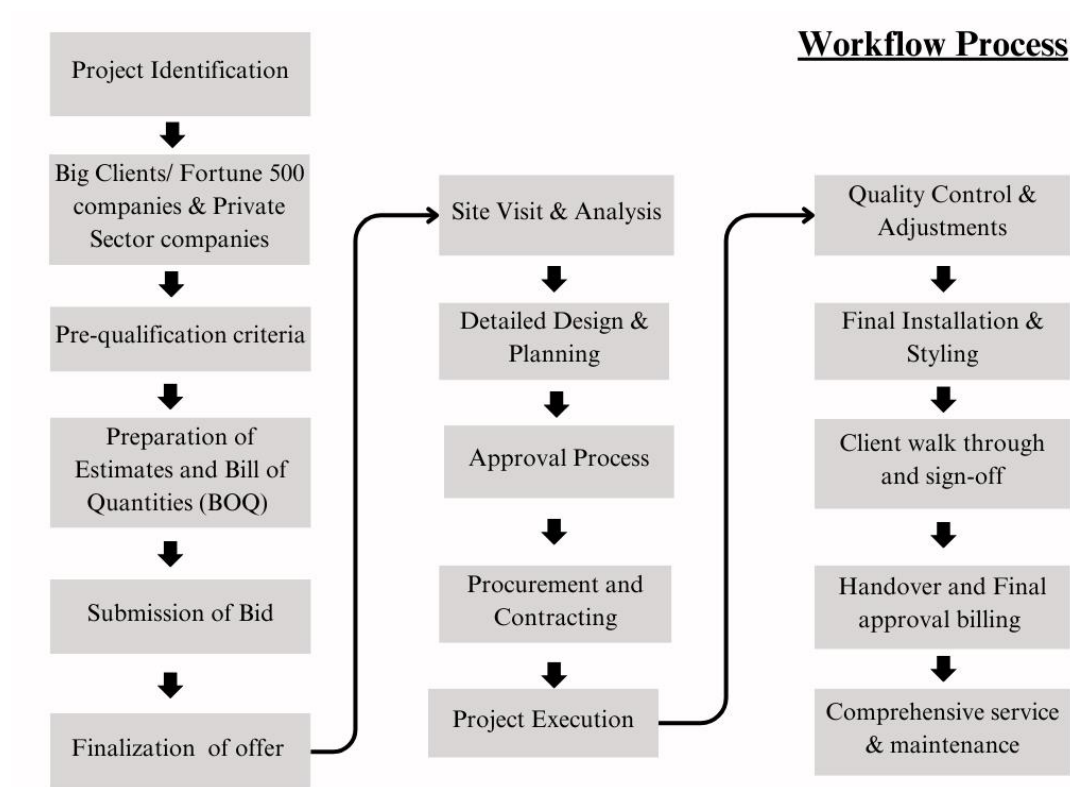 Workflow Process
Project Identification
Big Clients/ Fortune 500
companies & Private
Sector companies
Pre-qualification criteria
Preparation of
Estimates and Bill of
Quantities (BOQ)
Submission of Bid
Finalization of offer
Site Visit & Analysis
Detailed Design &
Planning
Approval Process
Procurement and
Contracting
Project Execution
Quality Control &
Adjustments
Final Installation &
Styling
Client walk through
and sign-off
Handover and Final
approval billing
Comprehensive service
& maintenance